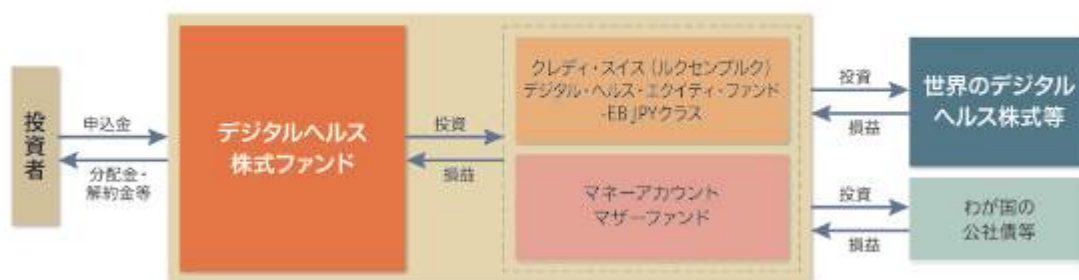 投資者
申込金
分配金・
解約金等
デジタルヘルス
株式ファンド
投資
損益
クレディ・スイス（ルクセンブルク）
デジタル・ヘルス・エクイティ・ファンド
-EB JPYクラス
マネーアカウント
マザーファンド
投資
損益
世界のデジタル
ヘルス株式等
投資
損益
わが国の
公社債等